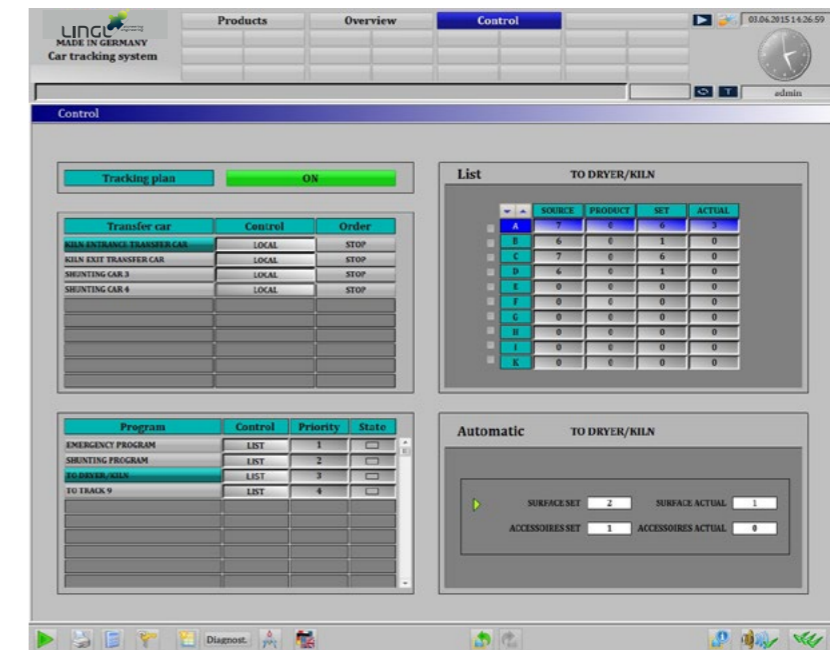 LINGL
MADE IN GERMANY
Car tracking system
Products Overview Control
03.06.2015 14:26:59
T admin
Control
Tracking plan ON
Transfer car Control Order
KILN ENTRANCE TRANSFER CAR LOCAL STOP
KILN EXIT TRANSFER CAR LOCAL STOP
SHUNTING CAR 3 LOCAL STOP
SHUNTING CAR 4 LOCAL STOP
Program Control Priority State
EMERGENCY PROGRAM LIST 1
SHUNTING PROGRAM LIST 2
TO DRYER/KILN LIST 3
TO TRACK 9 LIST 4
List TO DRYER/KILN
SOURCE PRODUCT SET ACTUAL
A 7 0 6 3
B 6 0 1 0
C 7 0 6 0
D 6 0 1 0
E 0 0 0 0
F 0 0 0 0
G 0 0 0 0
H 0 0 0 0
I 0 0 0 0
K 0 0 0 0
Automatic TO DRYER/KILN
SURFACE SET 2 SURFACE ACTUAL 1
ACCESSOIRES SET 1 ACCESSOIRES ACTUAL 0
Diagnost.